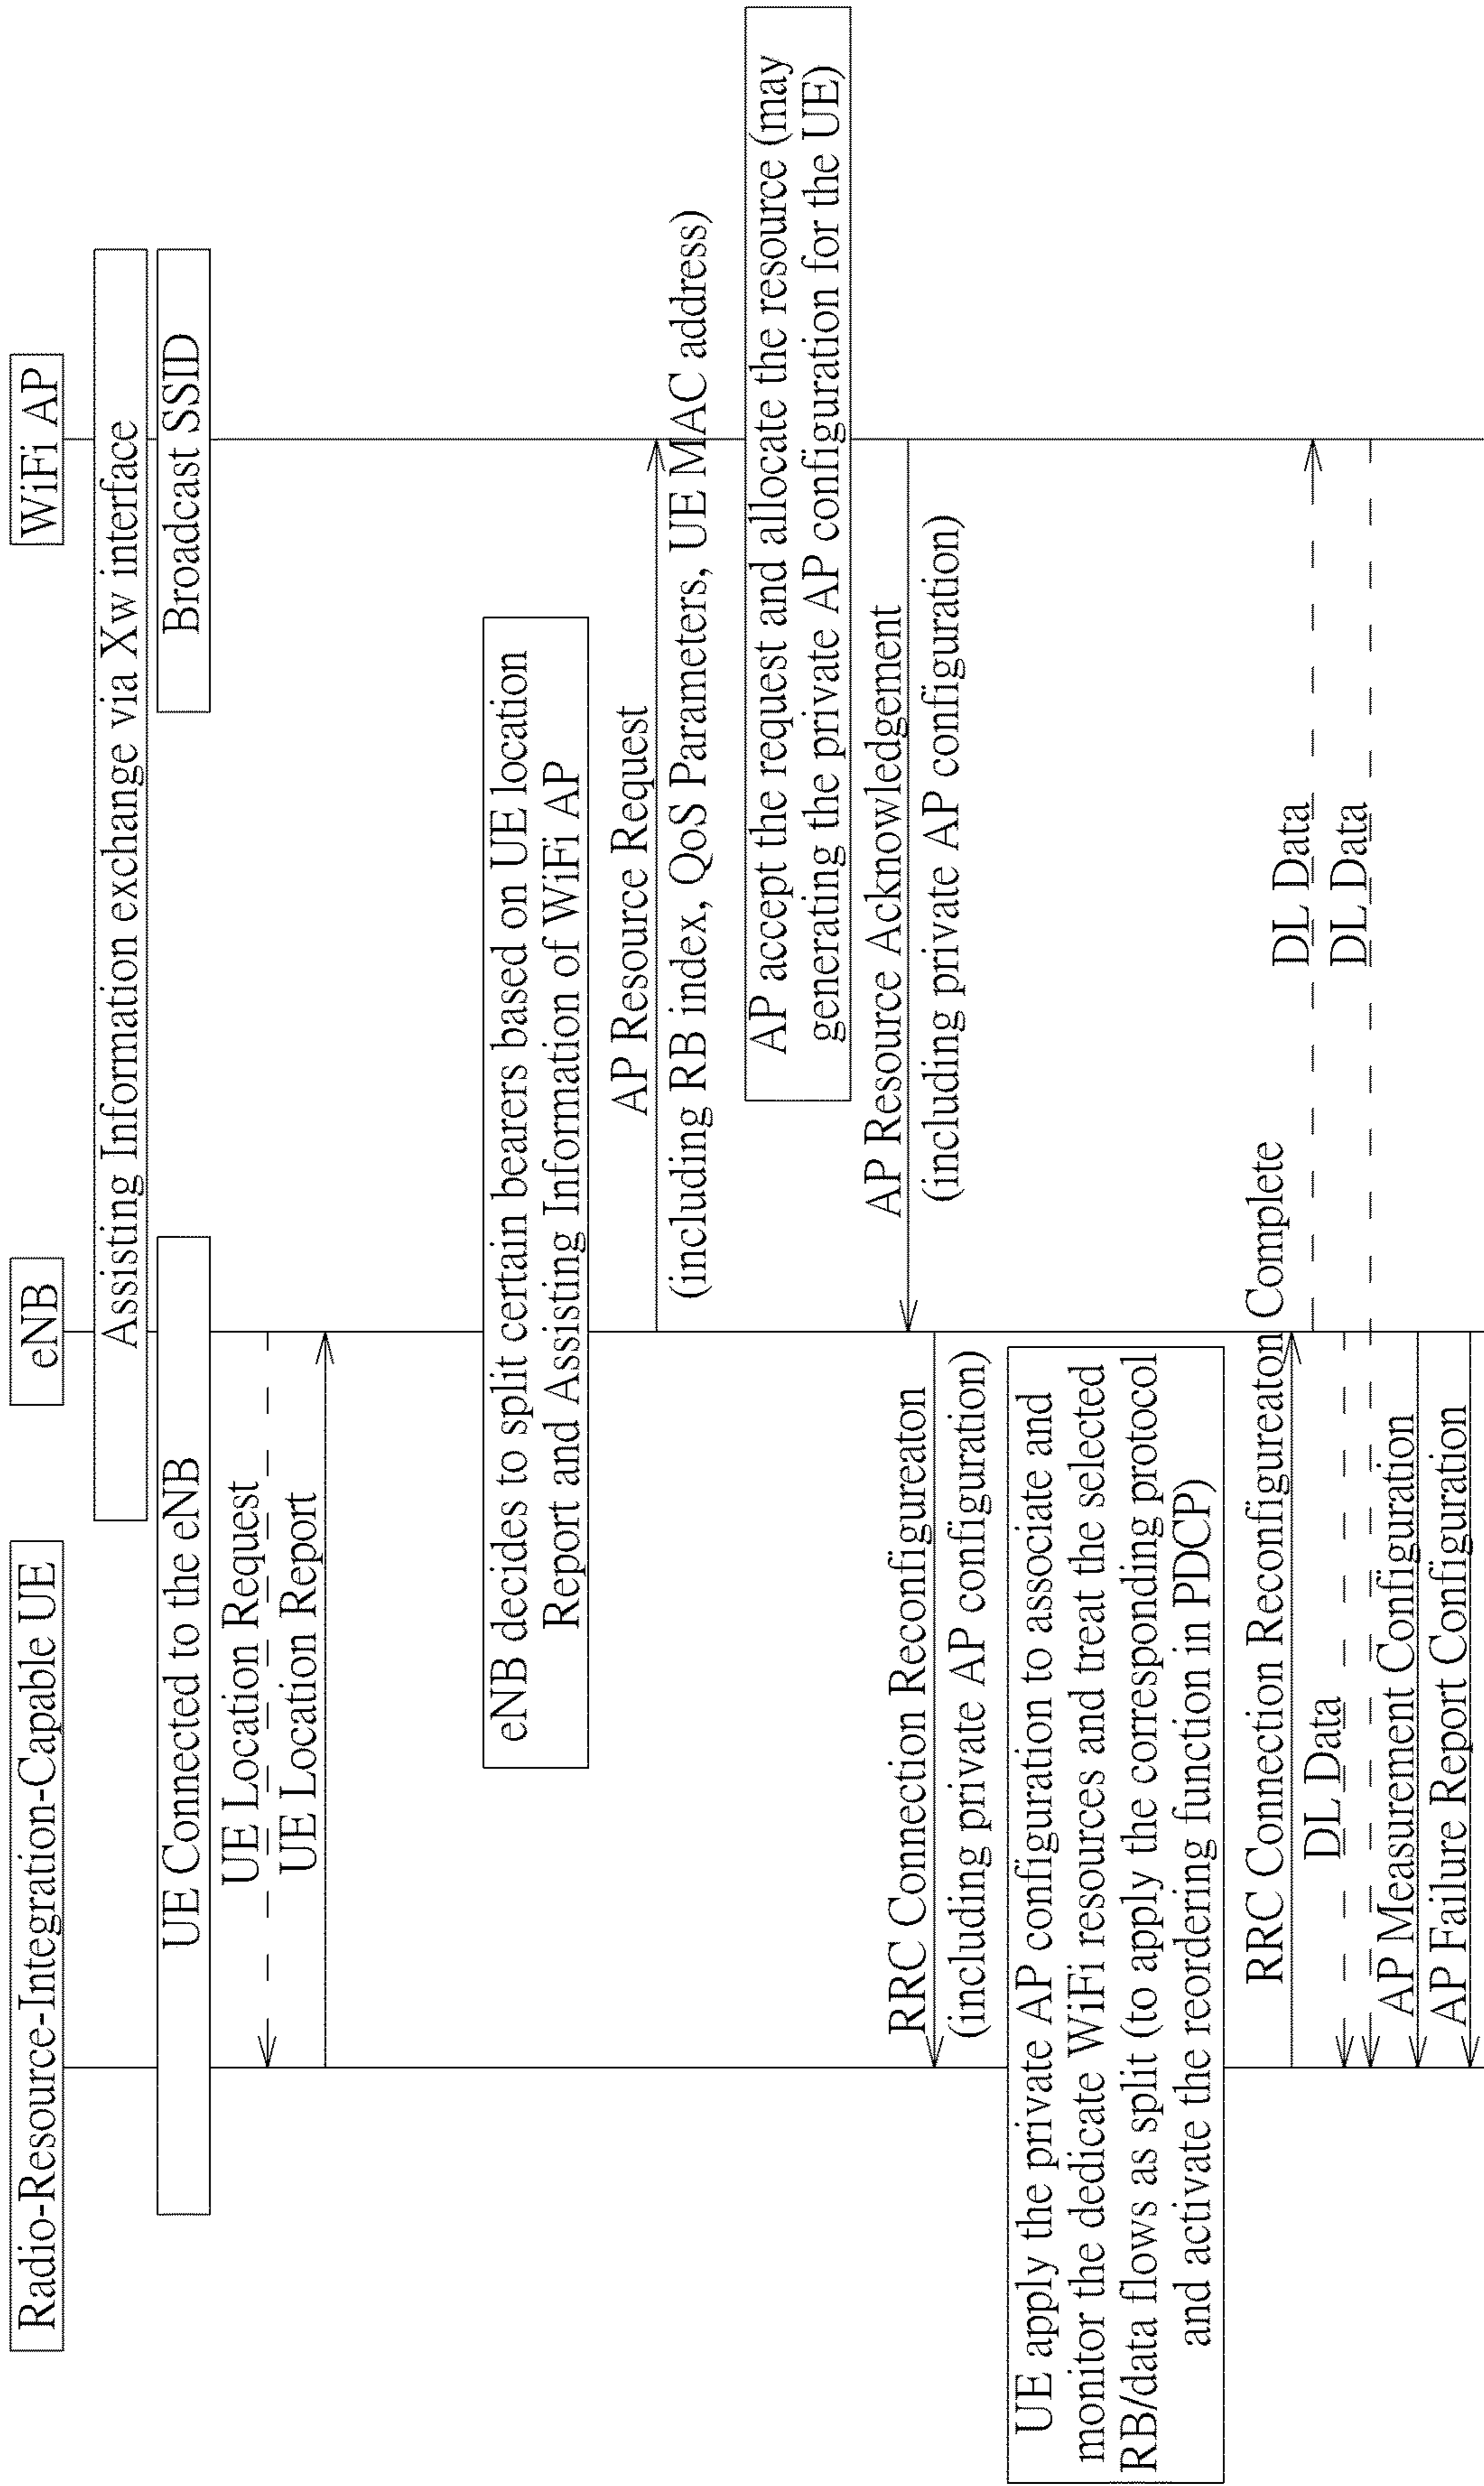 Radio-Resource-Integration-Capable UE
eNB
WiFi AP
Assisting Information exchange via Xw interface
UE Connected to the eNB
Broadcast SSID
UE Location Request
UE Location Report
eNB decides to split certain bearers based on UE location
Report and Assisting Information of WiFi AP
AP Resource Request
(including RB index, QoS Parameters, UE MAC address)
AP accept the request and allocate the resource (may
generating the private AP configuration for the UE)
AP Resource Acknowledgement
(including private AP configuration)
RRC Connection Reconfigureaton
(including private AP configuration)
UE apply the private AP configuration to associate and
monitor the dedicate WiFi resources and treat the selected
RB/data flows as split (to apply the corresponding protocol
and activate the reordering function in PDCP)
RRC Connection Reconfigureaton Complete
DL Data
DL Data
DL Data
AP Measurement Configuration
AP Failure Report Configuration